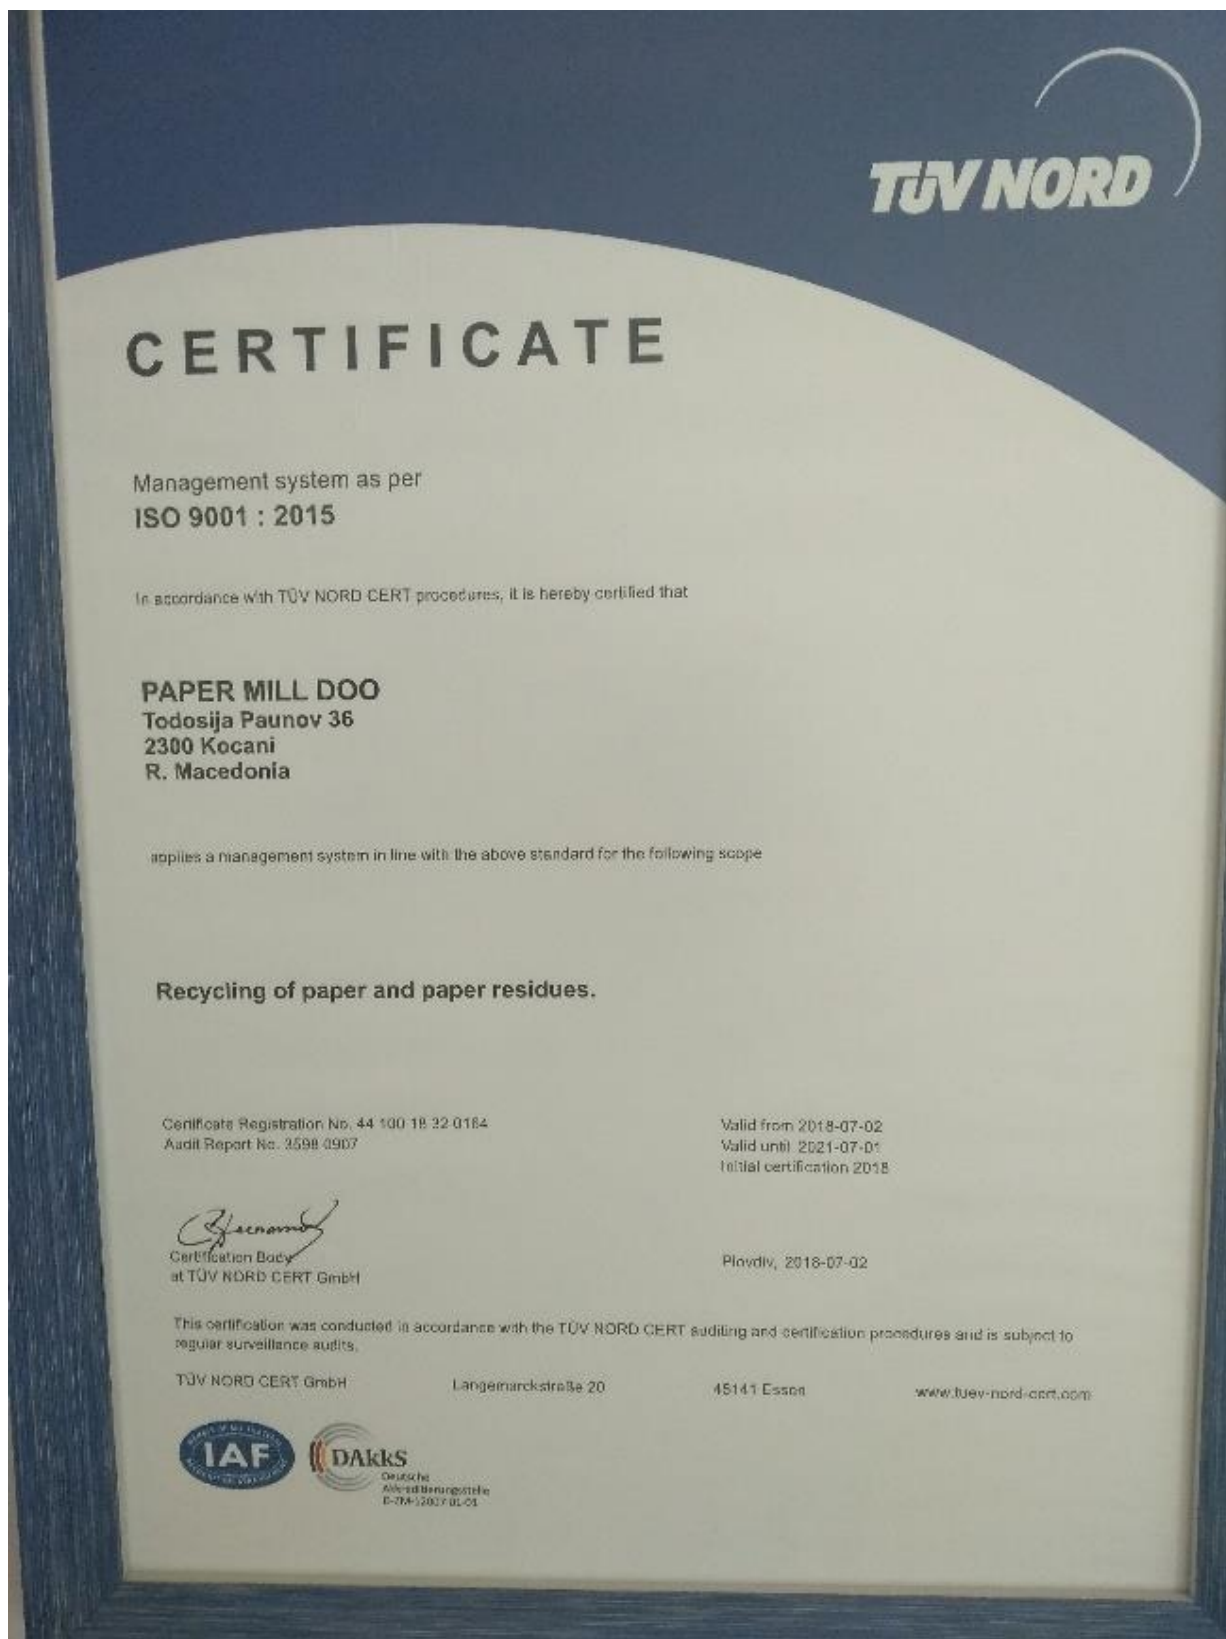 TÜV NORD
CERTIFICATE
Management system as per
ISO 9001 : 2015
In accordance with TÜV NORD CERT procedures, it is hereby certified that
PAPER MILL DOO
Todosija Paunov 36
2300 Kocani
R. Macedonia
applies a management system in line with the above standard for the following scope
Recycling of paper and paper residues.
Certificate Registration No. 44 100 18 32 0184
Audit Report No. 3598 0907
Valid from 2018-07-02
Valid until 2021-07-01
Initial certification 2018
Certification Body
at TÜV NORD CERT GmbH
Plovdiv, 2018-07-02
This certification was conducted in accordance with the TÜV NORD CERT auditing and certification procedures and is subject to
regular surveillance audits.
TÜV NORD CERT GmbH Langemarckstraße 20 45141 Essen www.tuev-nord-cert.com
IAF
DAkkS
Deutsche
Akkreditierungsstelle
D-ZM-12007-01-01